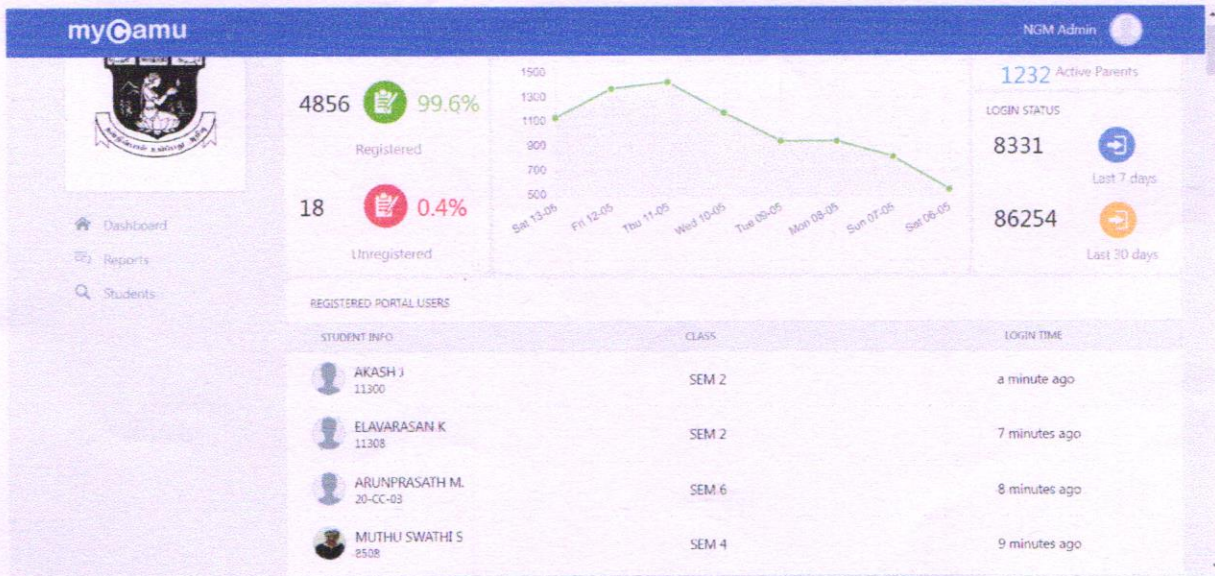 myCamu
NGM Admin
4856 99.6%
Registered
18 0.4%
Unregistered
Dashboard
Reports
Students
1500
1300
1100
900
700
500
Sat 13-05 Fri 12-05 Thu 11-05 Wed 10-05 Tue 09-05 Mon 08-05 Sun 07-05 Sat 06-05
1232 Active Parents
LOGIN STATUS
8331
Last 7 days
86254
Last 30 days
REGISTERED PORTAL USERS
STUDENT INFO CLASS LOGIN TIME
AKASH J
11300
SEM 2 a minute ago
ELAVARASAN K
11308
SEM 2 7 minutes ago
ARUNPRASATH M.
20-CC-03
SEM 6 8 minutes ago
MUTHU SWATHI S
8508
SEM 4 9 minutes ago